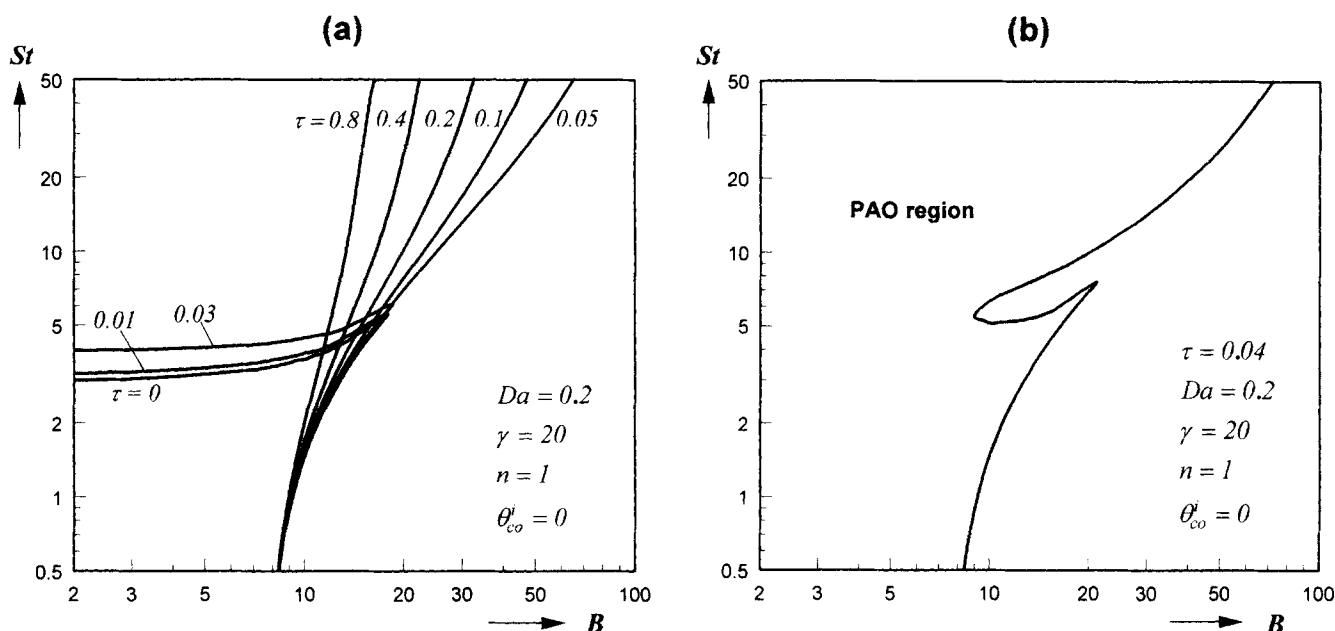 (a)
St
50
20
10
5
2
1
0.5
τ = 0.8
0.4
0.2
0.1
0.05
0.01
0.03
τ = 0
Da = 0.2
γ = 20
n = 1
θ^i_co = 0
2
5
10
20
30
50
100
B
(b)
St
50
20
10
5
2
1
0.5
PAO region
τ = 0.04
Da = 0.2
γ = 20
n = 1
θ^i_co = 0
2
5
10
20
30
50
100
B